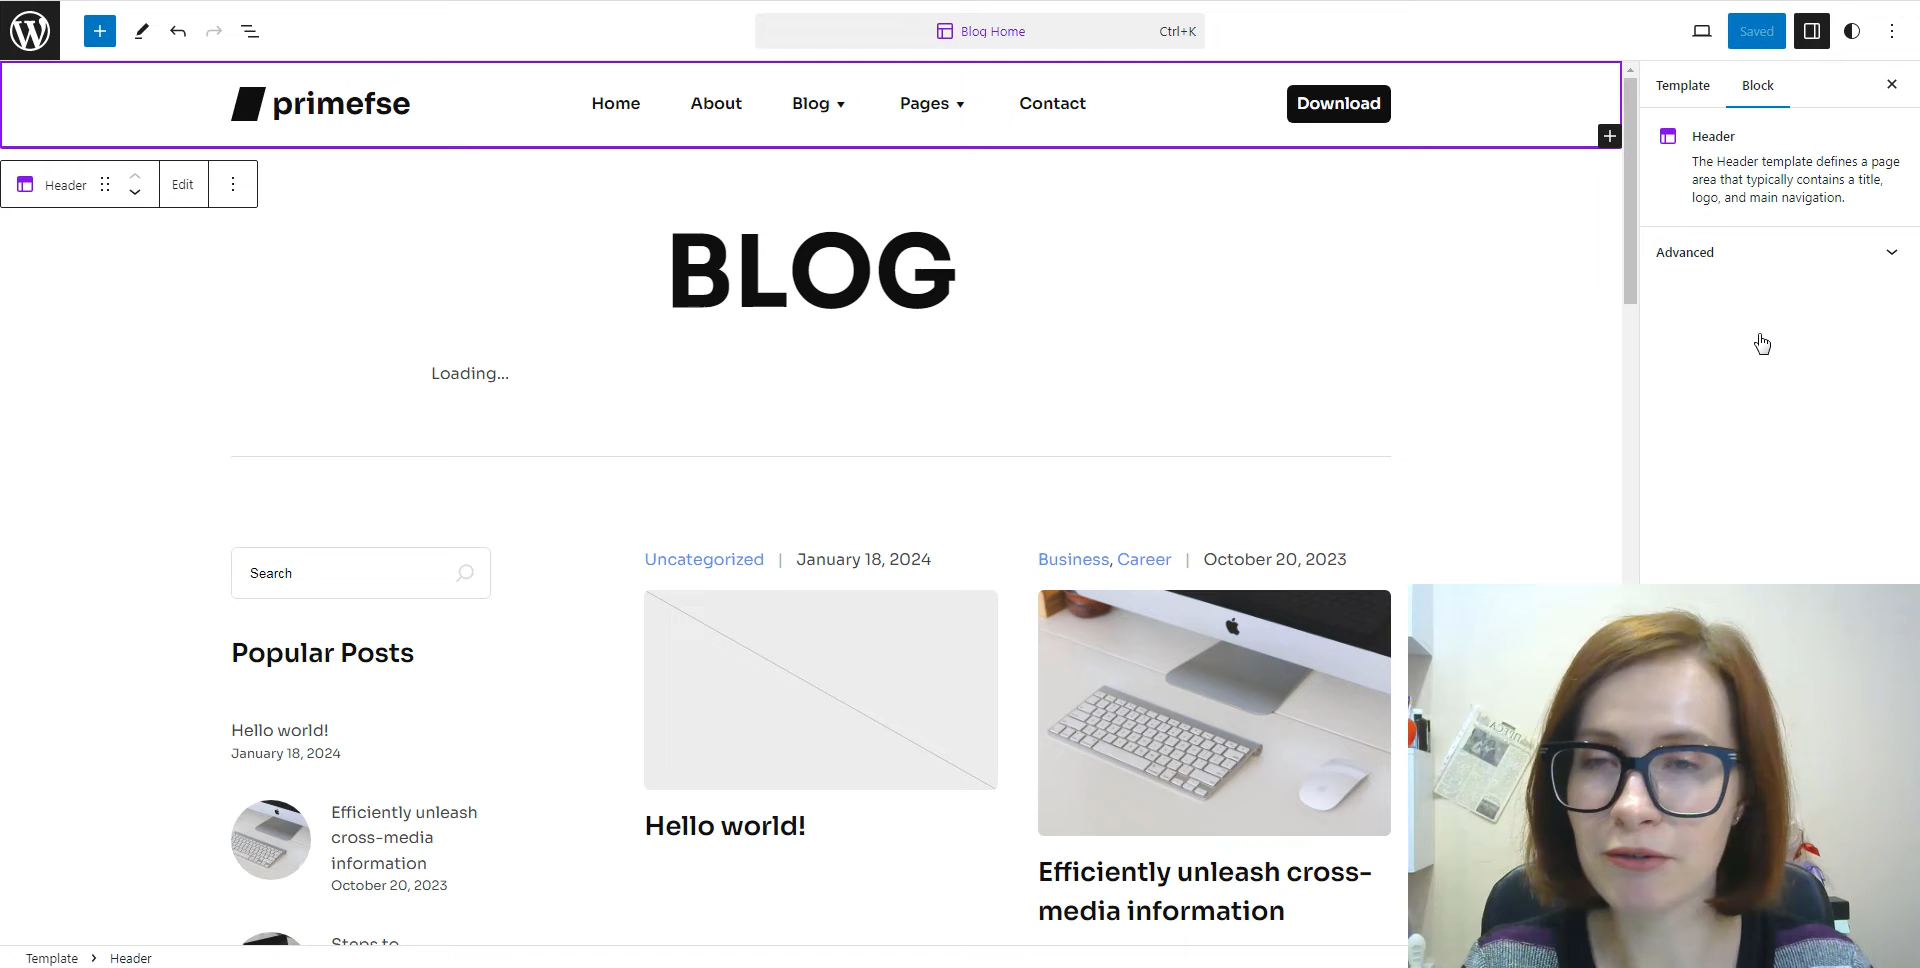 Blog Home
Ctrl+K
Saved
primefse
Home
About
Blog
Pages
Contact
Download
Template
Block
Header
The Header template defines a page
area that typically contains a title,
logo, and main navigation.
Advanced
Header
Edit
BLOG
Loading...
Search
Popular Posts
Hello world!
January 18, 2024
Efficiently unleash
cross-media
information
October 20, 2023
Steps to
Uncategorized | January 18, 2024
Hello world!
Business, Career | October 20, 2023
Efficiently unleash cross-
media information
Template
Header